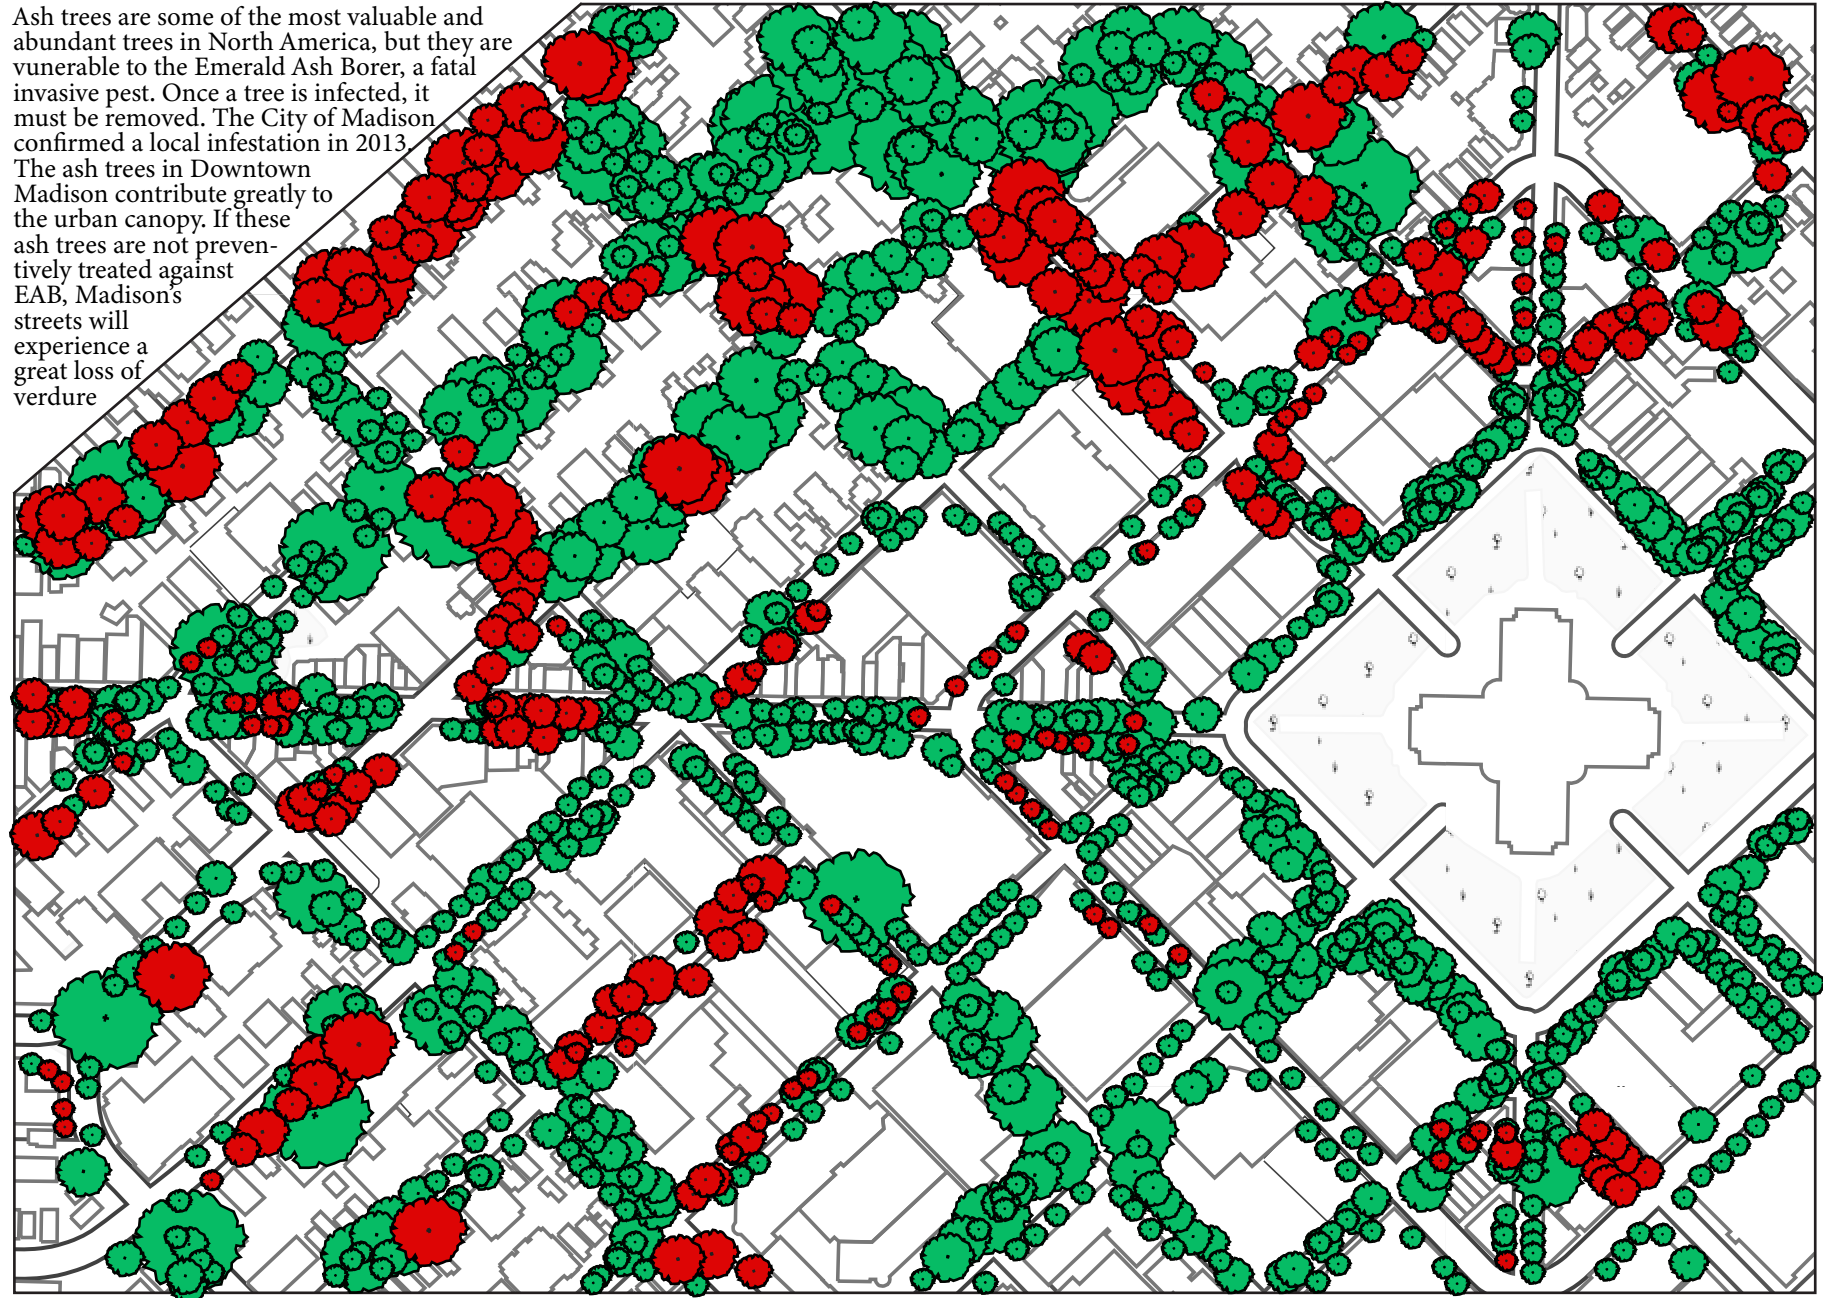 Ash trees are some of the most valuable and
abundant trees in North America, but they are
vunerable to the Emerald Ash Borer, a fatal
invasive pest. Once a tree is infected, it
must be removed. The City of Madison
confirmed a local infestation in 2013.
The ash trees in Downtown
Madison contribute greatly to
the urban canopy. If these
ash trees are not preven-
tively treated against
EAB, Madison's
streets will
experience a
great loss of
verdure